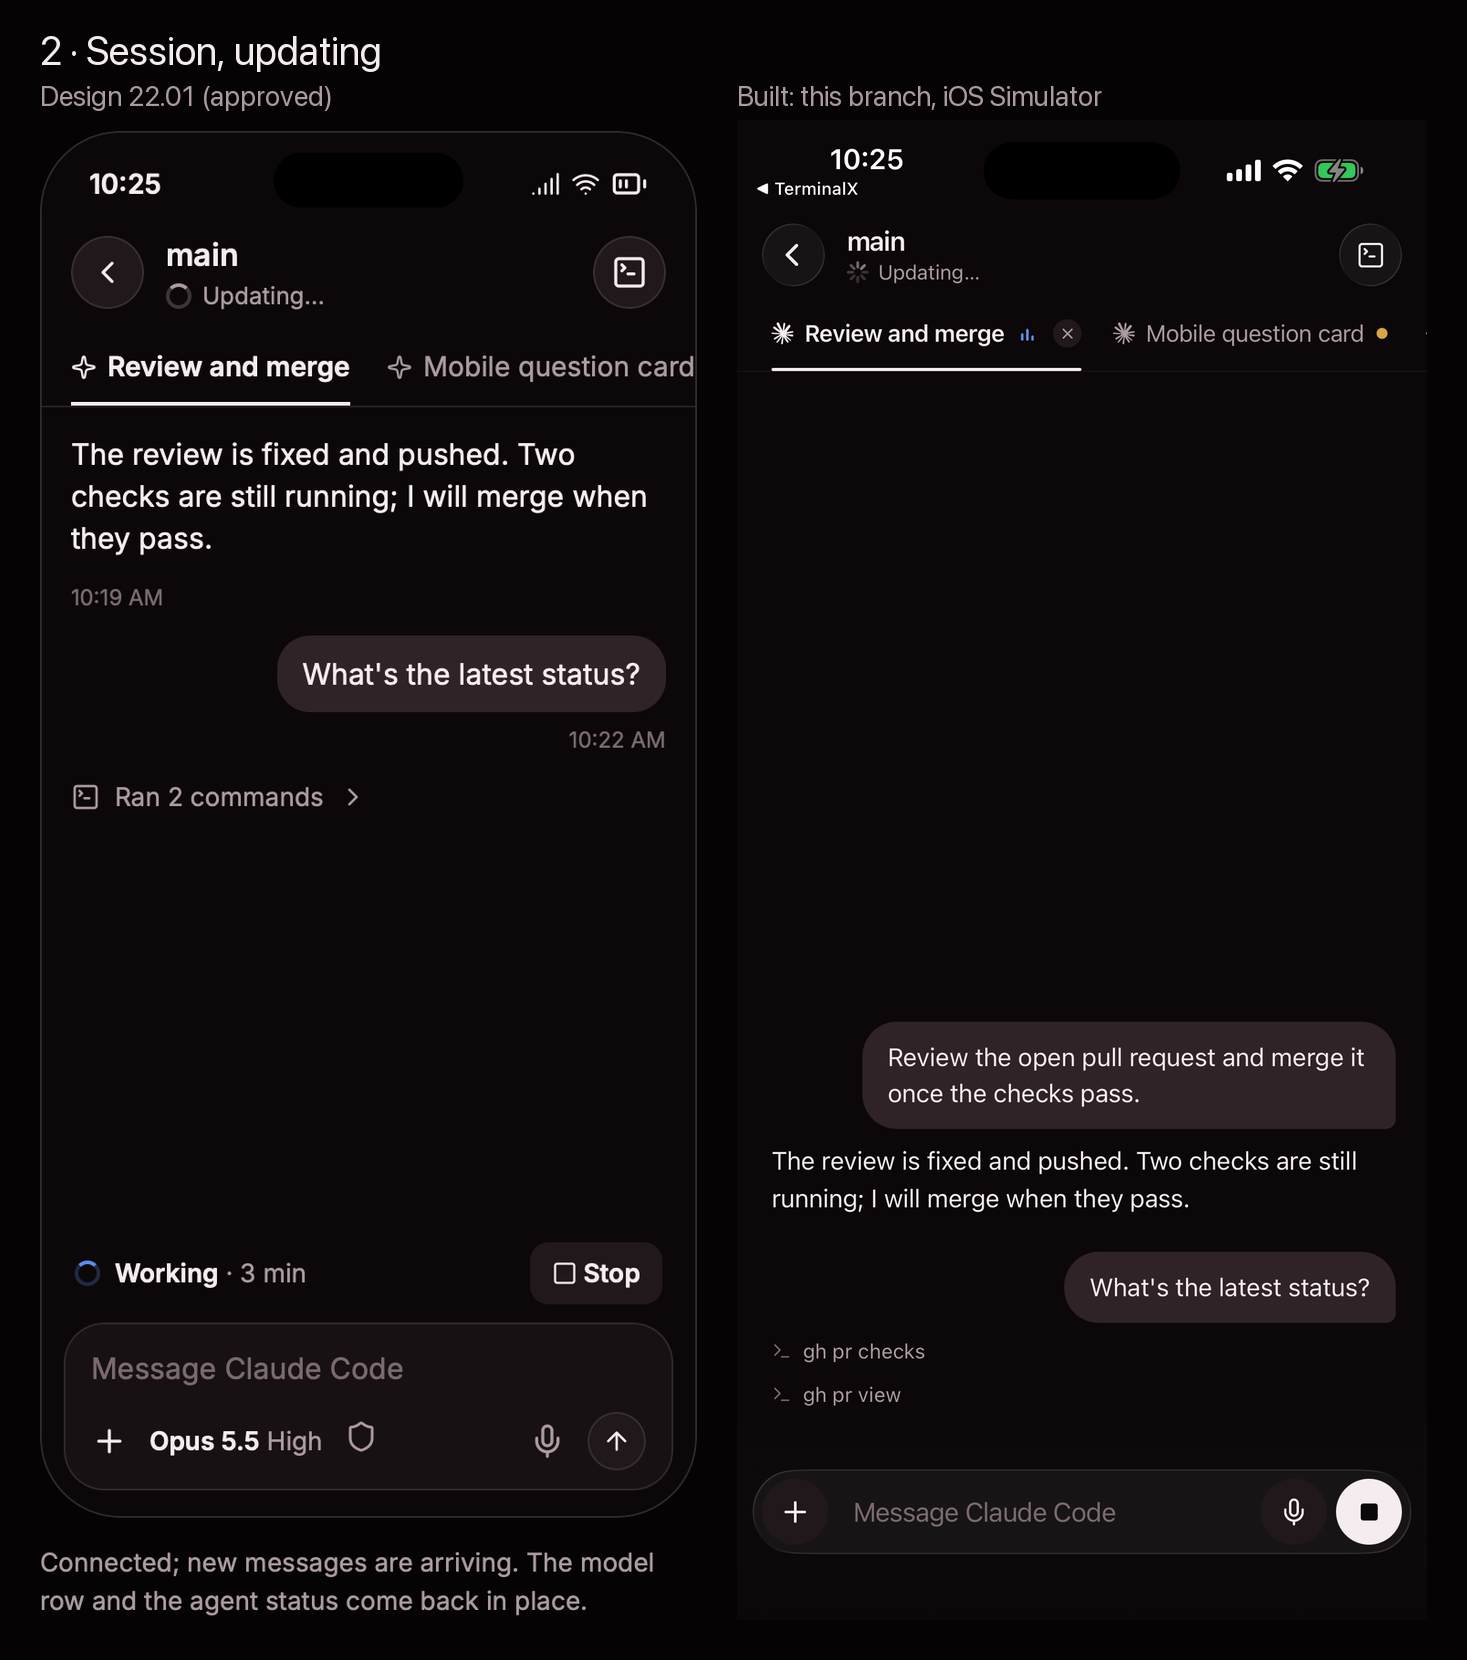 2 · Session, updating
Design 22.01 (approved)
10:25
main
Updating...
Review and merge
Mobile question card
The review is fixed and pushed. Two
checks are still running; I will merge when
they pass.
10:19 AM
What's the latest status?
10:22 AM
Ran 2 commands
Working · 3 min
Stop
Message Claude Code
Opus 5.5 High
Connected; new messages are arriving. The model
row and the agent status come back in place.
Built: this branch, iOS Simulator
10:25
TerminalX
main
Updating...
Review and merge
Mobile question card
Review the open pull request and merge it
once the checks pass.
The review is fixed and pushed. Two checks are still
running; I will merge when they pass.
What's the latest status?
gh pr checks
gh pr view
Message Claude Code